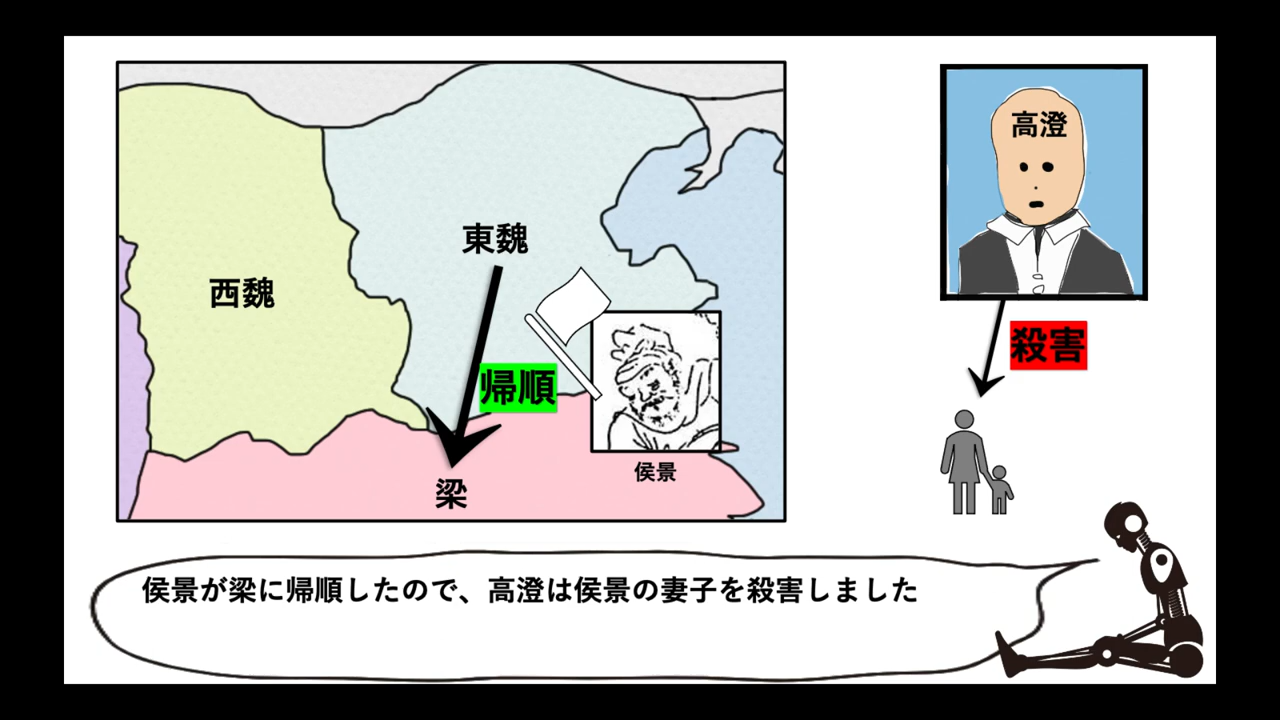 高澄
東魏
西魏
殺害
帰順
侯景
梁
侯景が梁に帰順したので、高澄は侯景の妻子を殺害しました